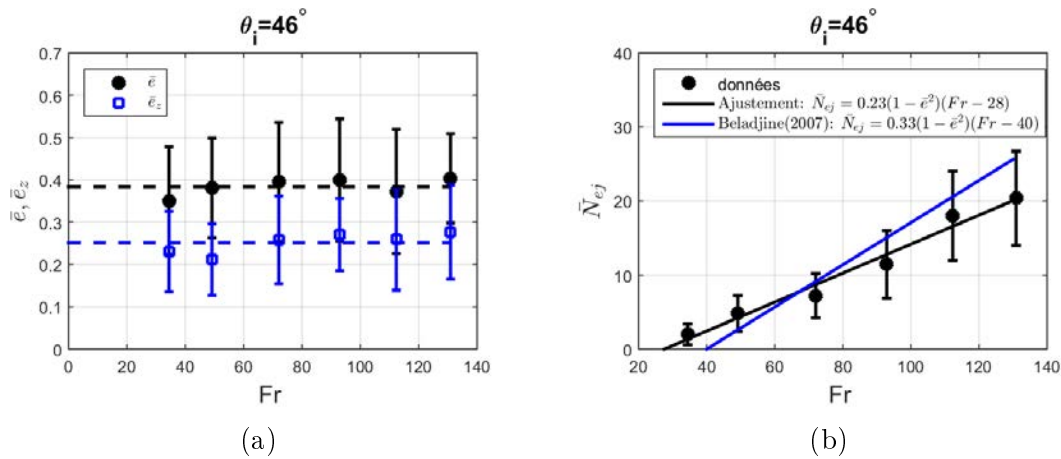 θi=46°
0.7
0.6
0.5
0.4
0.3
0.2
0.1
0
ē, ēz
ē
ēz
0 20 40 60 80 100 120 140
Fr
(a)
θi=46°
40
30
20
10
0
N̄ej
données
Ajustement: N̄ej = 0.23(1 − ē²)(Fr − 28)
Beladjine(2007): N̄ej = 0.33(1 − ē²)(Fr − 40)
20 40 60 80 100 120 140
Fr
(b)